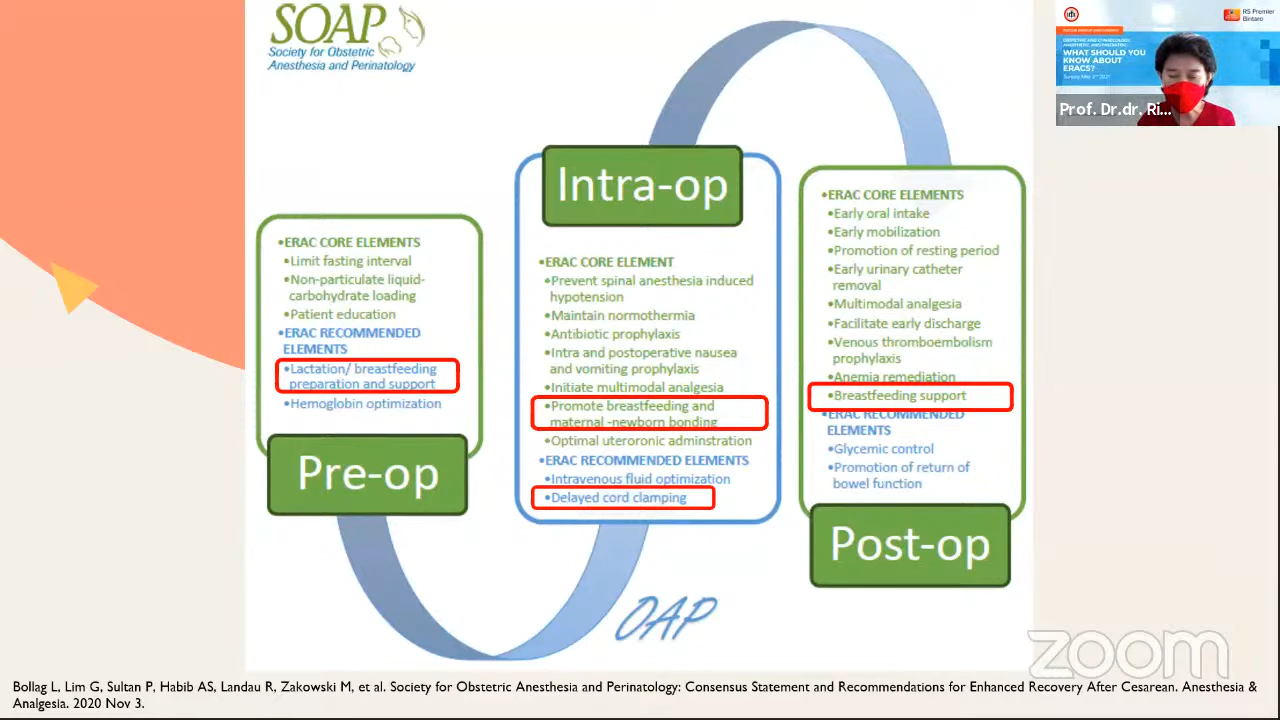 SOAP
Society for Obstetric
Anesthesia and Perinatology
RS Premier
Bintaro
WHAT SHOULD YOU
KNOW ABOUT
ERACS?
Prof. Dr.dr. Ri...
•ERAC CORE ELEMENTS
•Limit fasting interval
•Non-particulate liquid-
carbohydrate loading
•Patient education
•ERAC RECOMMENDED
ELEMENTS
•Lactation/ breastfeeding
preparation and support
•Hemoglobin optimization
Pre-op
Intra-op
•ERAC CORE ELEMENT
•Prevent spinal anesthesia induced
hypotension
•Maintain normothermia
•Antibiotic prophylaxis
•Intra and postoperative nausea
and vomiting prophylaxis
•Initiate multimodal analgesia
•Promote breastfeeding and
maternal -newborn bonding
•Optimal uteroronic adminstration
•ERAC RECOMMENDED ELEMENTS
•Intravenous fluid optimization
•Delayed cord clamping
•ERAC CORE ELEMENTS
•Early oral intake
•Early mobilization
•Promotion of resting period
•Early urinary catheter
removal
•Multimodal analgesia
•Facilitate early discharge
•Venous thromboembolism
prophylaxis
•Anemia remediation
•Breastfeeding support
•ERAC RECOMMENDED
ELEMENTS
•Glycemic control
•Promotion of return of
bowel function
Post-op
OAP
zoom
Bollag L, Lim G, Sultan P, Habib AS, Landau R, Zakowski M, et al. Society for Obstetric Anesthesia and Perinatology: Consensus Statement and Recommendations for Enhanced Recovery After Cesarean. Anesthesia &
Analgesia. 2020 Nov 3.